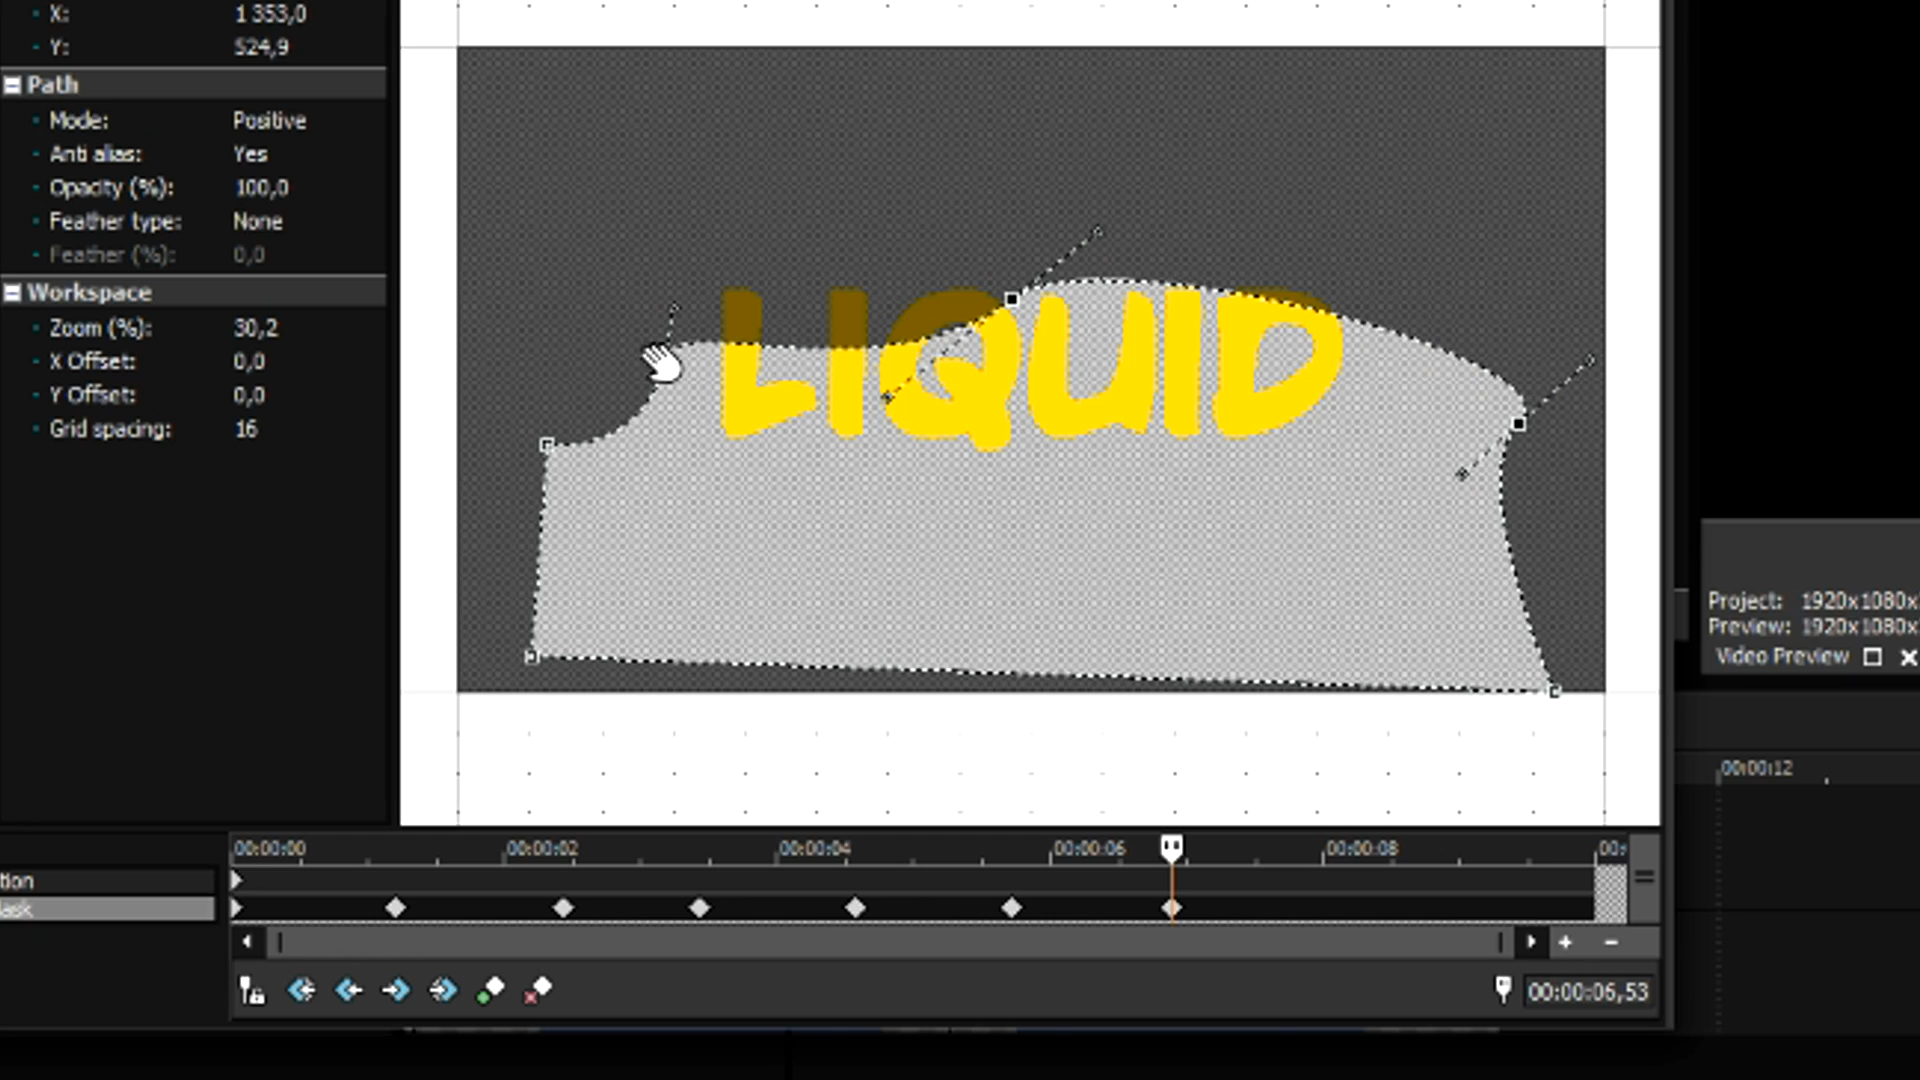 X: 1 353,0
Y: 524,9
Path
Mode: Positive
Anti alias: Yes
Opacity (%): 100,0
Feather type: None
Feather (%): 0,0
Workspace
Zoom (%): 30,2
X Offset: 0,0
Y Offset: 0,0
Grid spacing: 16
LIQUID
Project: 1920x1080x
Preview: 1920x1080x
Video Preview
00:00:12
00:00:00 00:00:02 00:00:04 00:00:06 00:00:08 00:
tion
ask
00:00:06,53